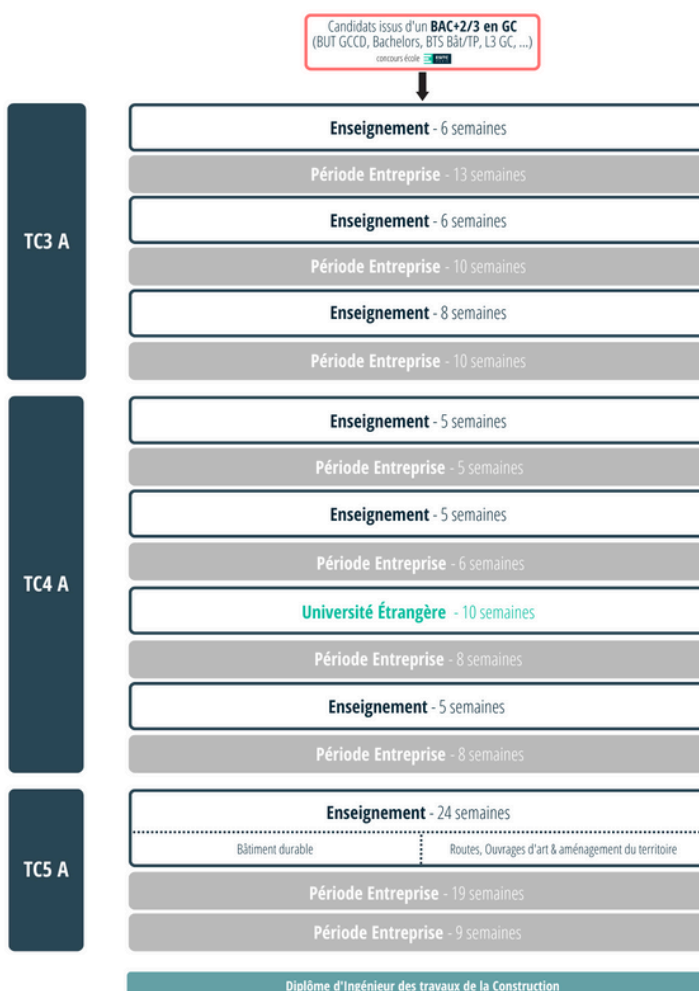 Candidats issus d'un BAC+2/3 en GC
(BUT GCCD, Bachelors, BTS Bât/TP, L3 GC, ...)
concours école
TC3 A
Enseignement - 6 semaines
Période Entreprise - 13 semaines
Enseignement - 6 semaines
Période Entreprise - 10 semaines
Enseignement - 8 semaines
Période Entreprise - 10 semaines
TC4 A
Enseignement - 5 semaines
Période Entreprise - 5 semaines
Enseignement - 5 semaines
Période Entreprise - 6 semaines
Université Étrangère - 10 semaines
Période Entreprise - 8 semaines
Enseignement - 5 semaines
Période Entreprise - 8 semaines
TC5 A
Enseignement - 24 semaines
Bâtiment durable
Routes, Ouvrages d'art & aménagement du territoire
Période Entreprise - 19 semaines
Période Entreprise - 9 semaines
Diplôme d'Ingénieur des travaux de la Construction